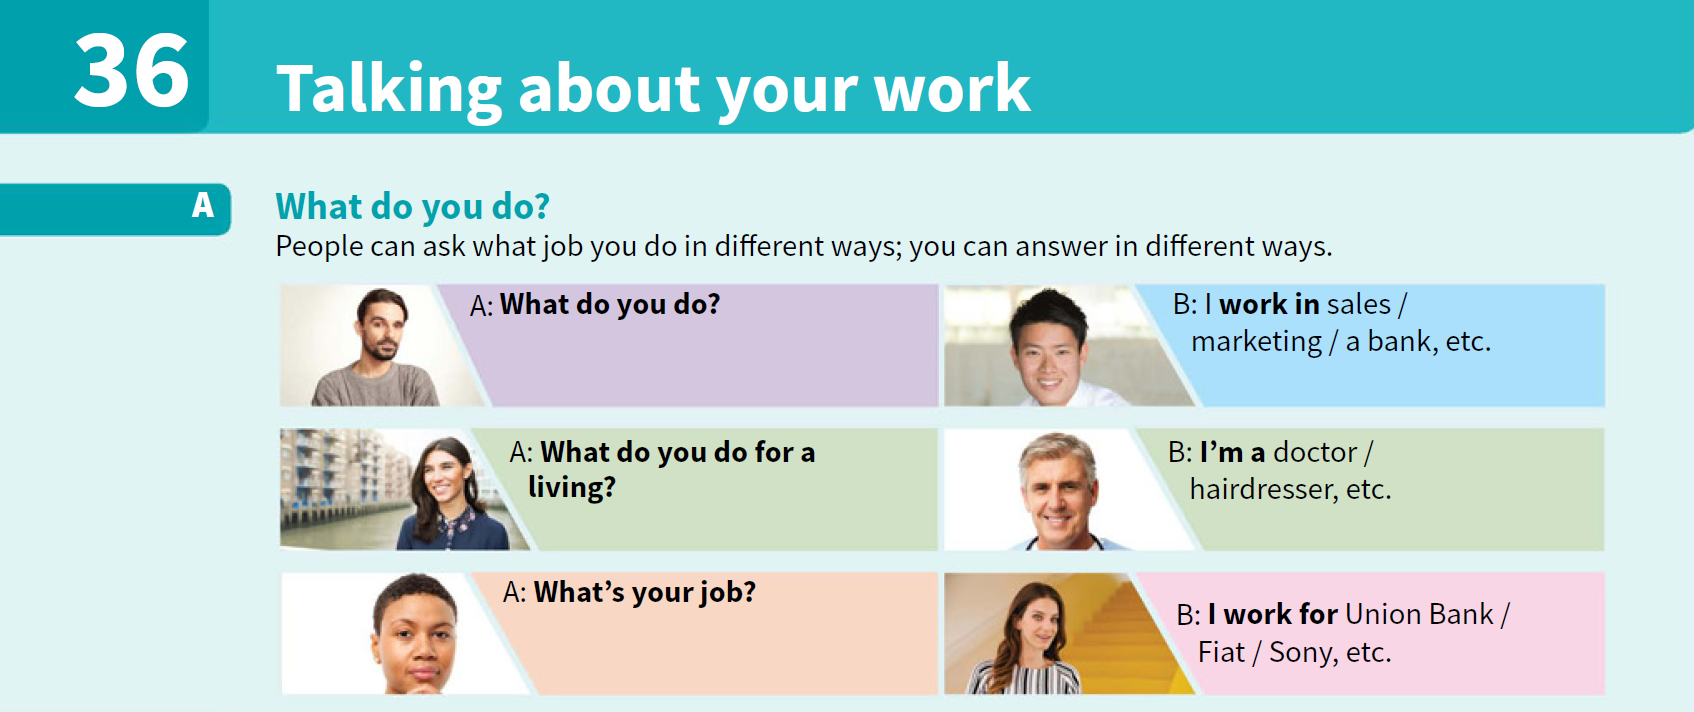 36
Talking about your work
A
What do you do?
People can ask what job you do in different ways; you can answer in different ways.
A: What do you do?
B: I work in sales /
marketing / a bank, etc.
A: What do you do for a
living?
B: I’m a doctor /
hairdresser, etc.
A: What’s your job?
B: I work for Union Bank /
Fiat / Sony, etc.